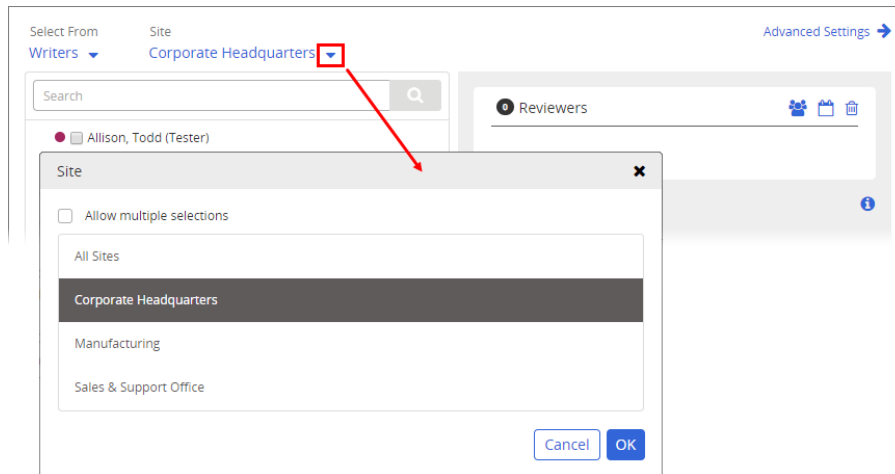 Select From Site Advanced Settings
Writers Corporate Headquarters
Search
0 Reviewers
Allison, Todd (Tester)
Site
Allow multiple selections
All Sites
Corporate Headquarters
Manufacturing
Sales & Support Office
Cancel OK